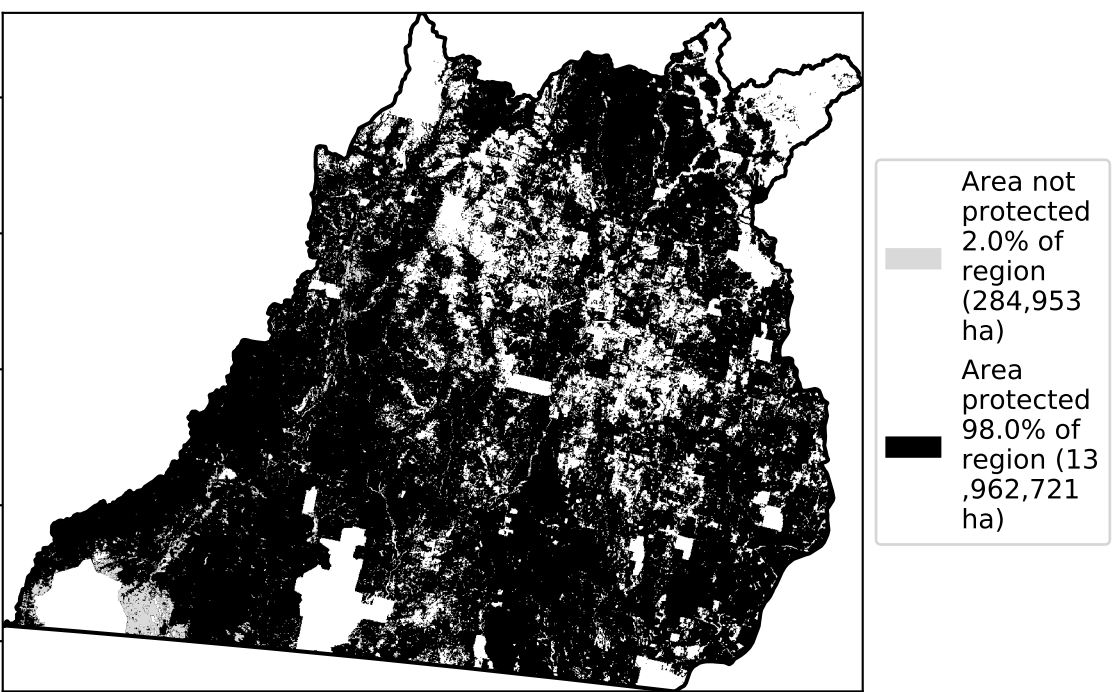 Area not
protected
2.0% of
region
(284,953
ha)
Area
protected
98.0% of
region (13
,962,721
ha)